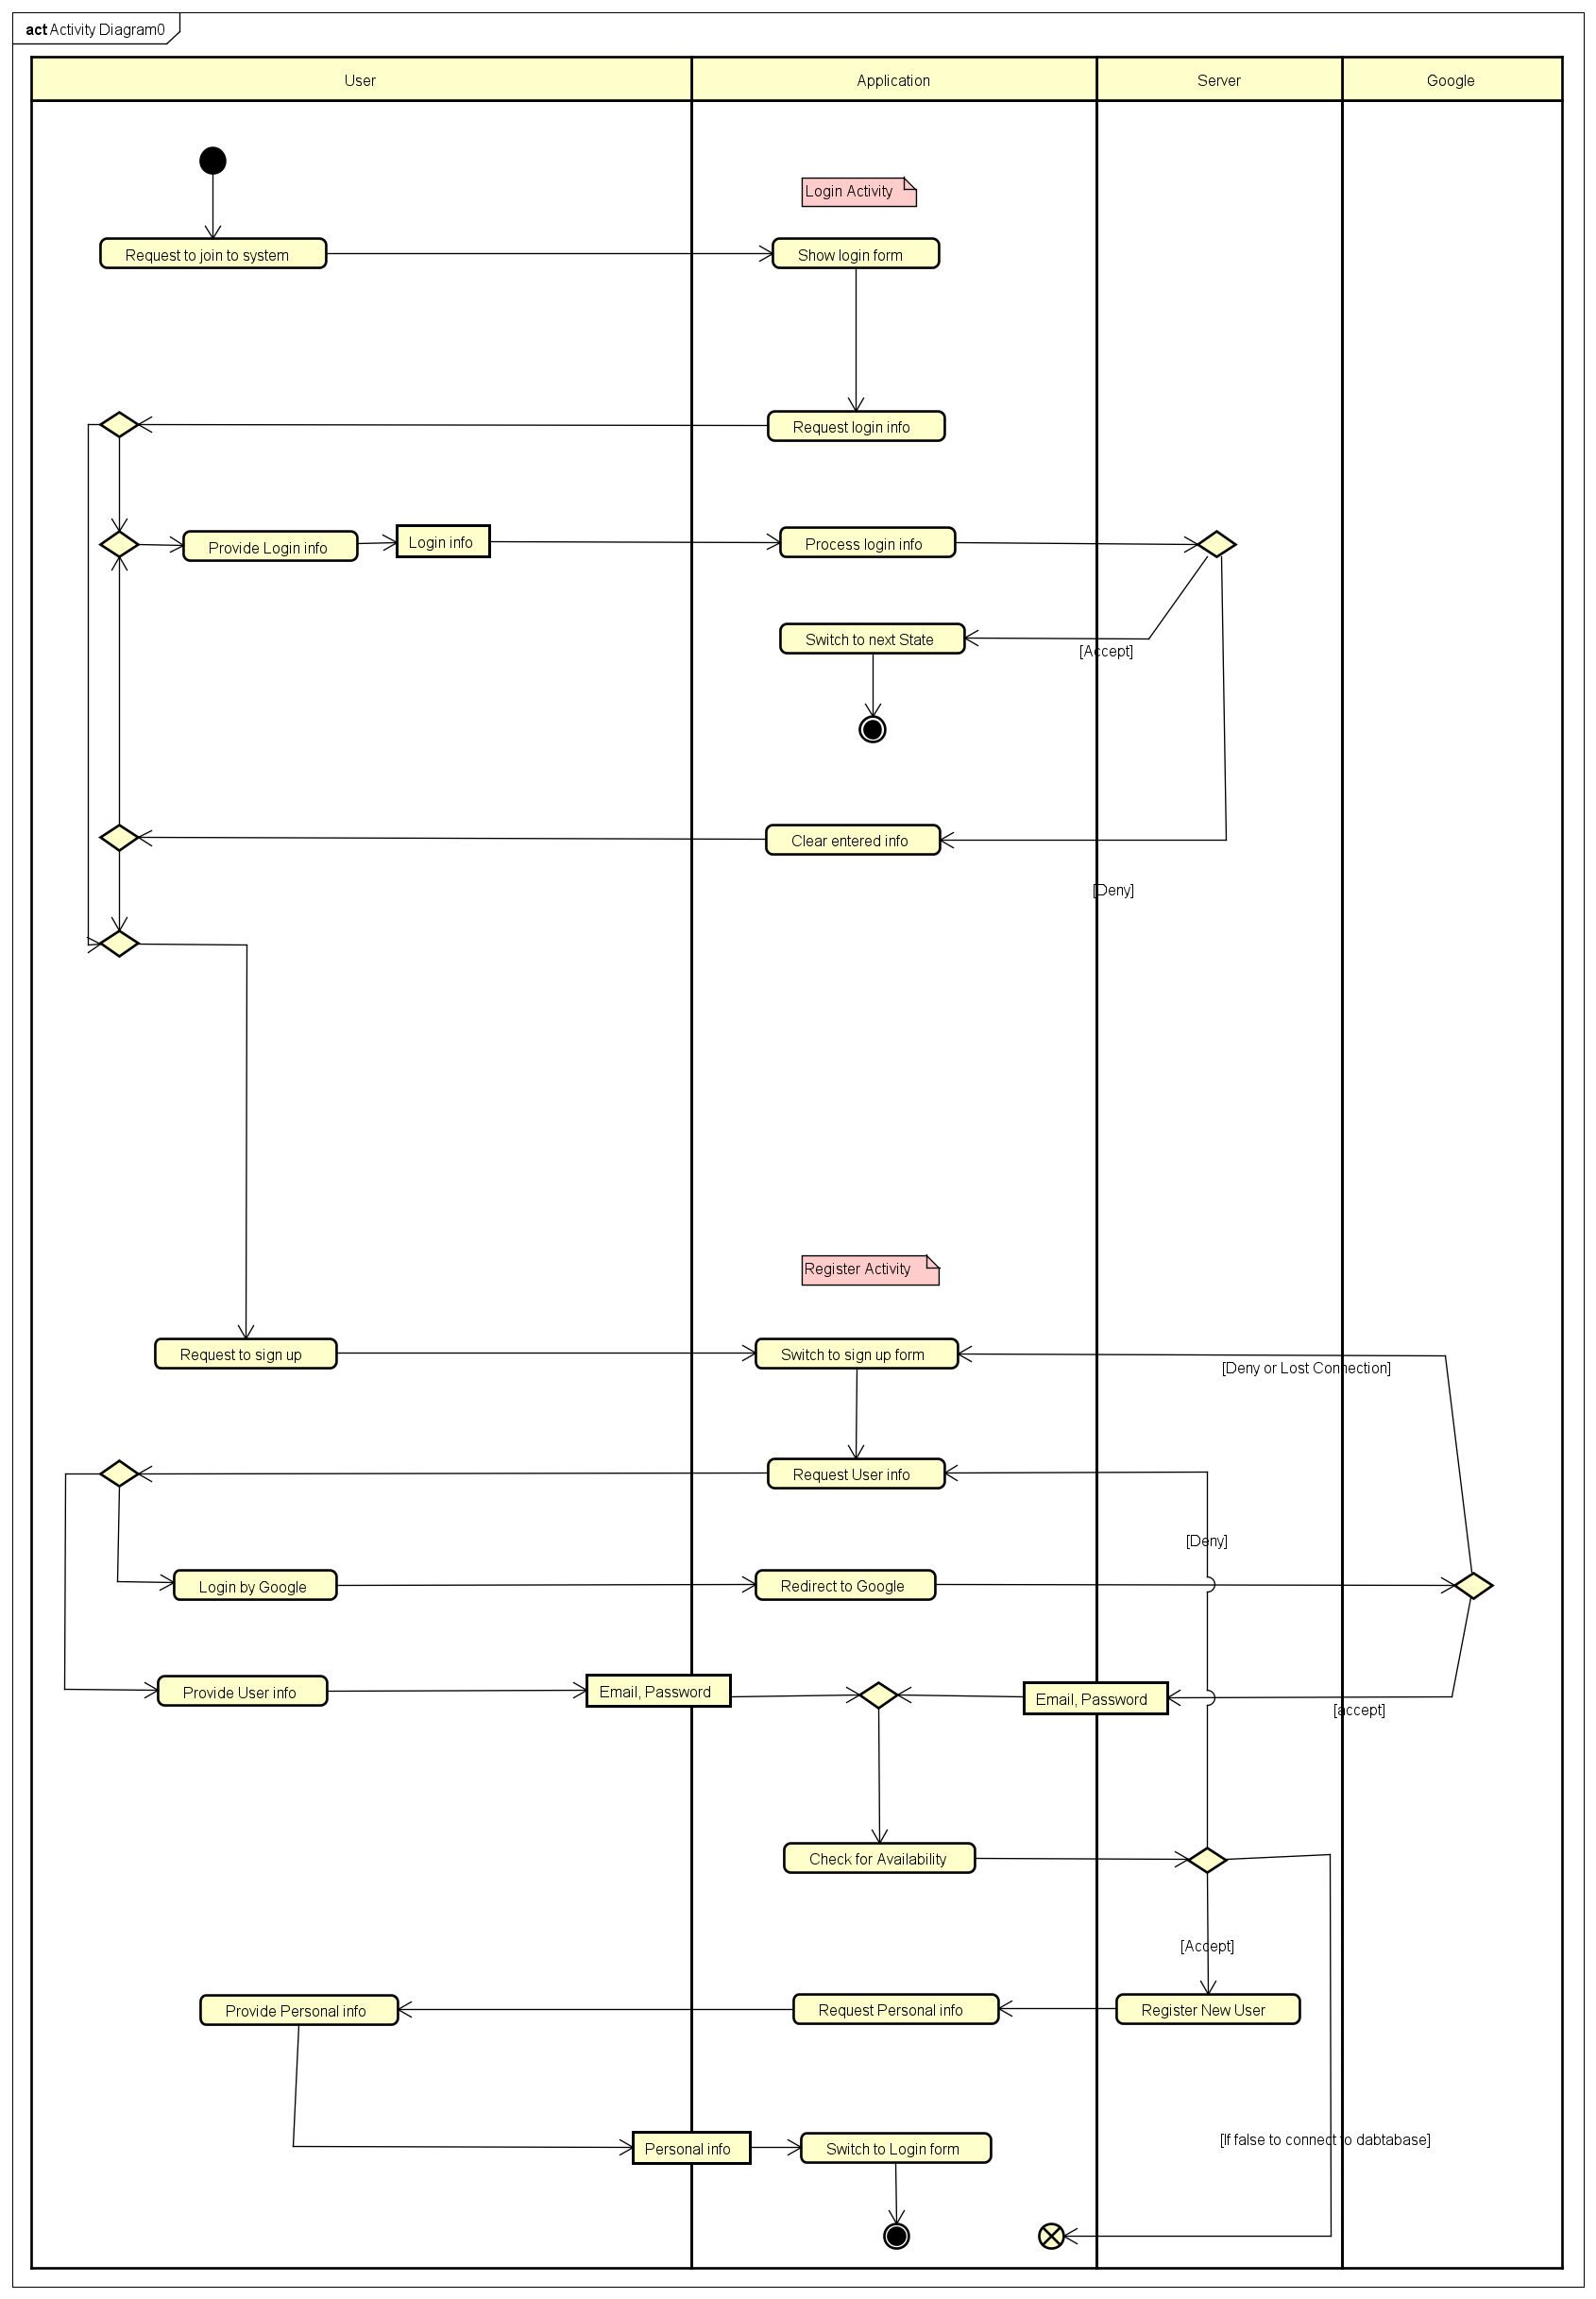 act Activity Diagram0
User
Application
Server
Google
Login Activity
Request to join to system
Show login form
Request login info
Provide Login info
Login info
Process login info
Switch to next State
[Accept]
Clear entered info
[Deny]
Register Activity
Request to sign up
Switch to sign up form
[Deny or Lost Connection]
Request User info
[Deny]
Login by Google
Redirect to Google
Provide User info
Email, Password
Email, Password
[accept]
Check for Availability
[Accept]
Provide Personal info
Request Personal info
Register New User
Personal info
Switch to Login form
[If false to connect to dabtabase]